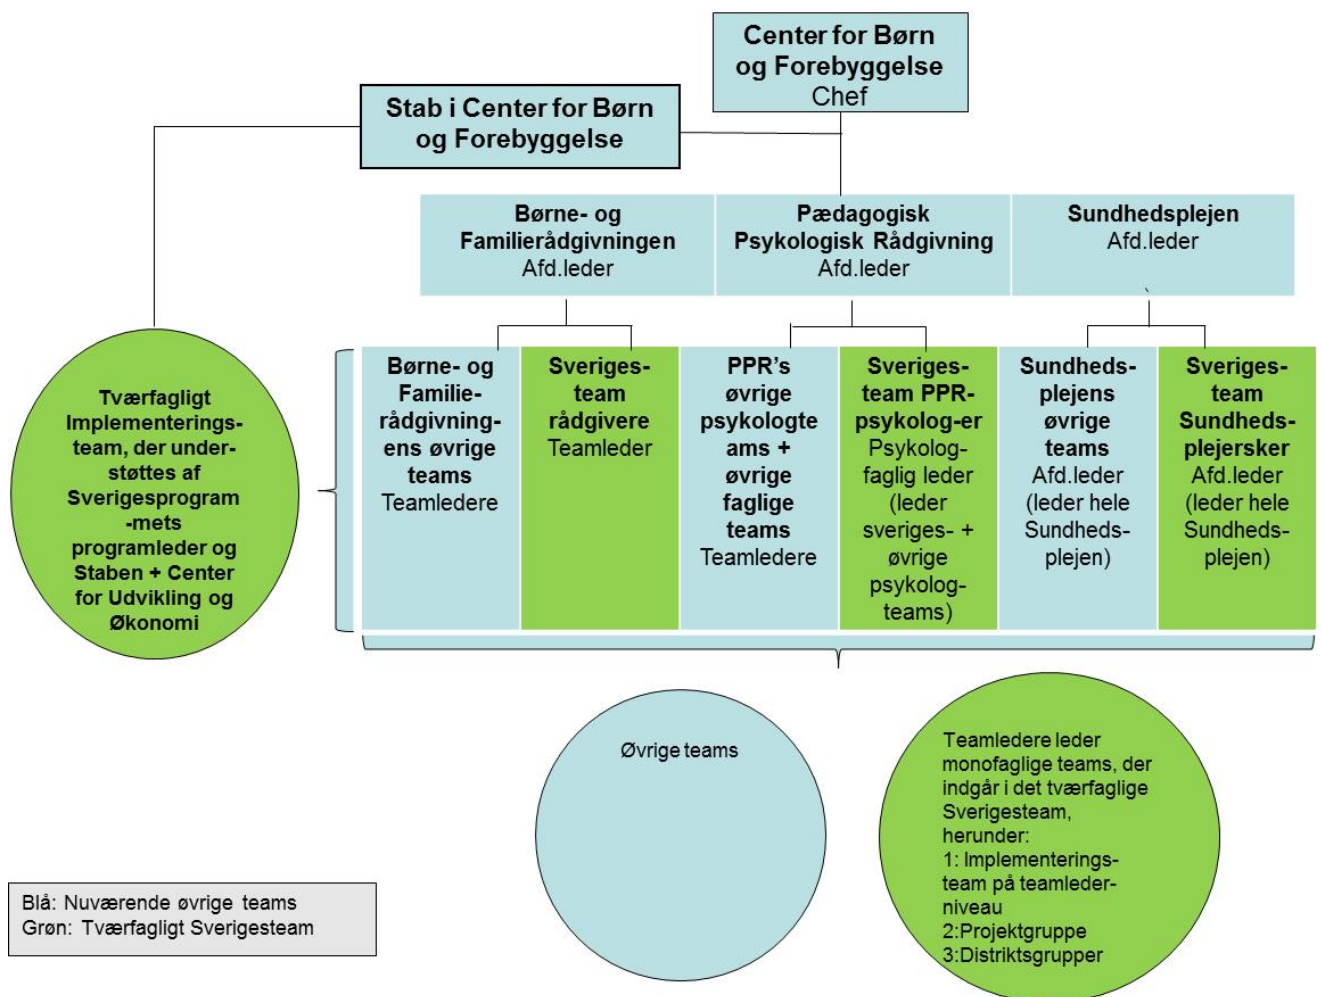 Center for Børn
og Forebyggelse
Chef
Stab i Center for Børn
og Forebyggelse
Børne- og
Familierådgivningen
Afd.leder
Pædagogisk
Psykologisk Rådgivning
Afd.leder
Sundhedsplejen
Afd.leder
Tværfagligt
Implementerings-
team, der under-
støttes af
Sverigesprogram
-mets
programleder og
Staben + Center
for Udvikling og
Økonomi
Børne- og
Familie-
rådgivning-
ens øvrige
teams
Teamledere
Sveriges-
team
rådgivere
Teamleder
PPR's
øvrige
psykologte
ams +
øvrige
faglige
teams
Teamledere
Sveriges-
team PPR-
psykolog-er
Psykolog-
faglig leder
(leder
sveriges- +
øvrige
psykolog-
teams)
Sundheds-
plejens
øvrige
teams
Afd.leder
(leder hele
Sundheds-
plejen)
Sveriges-
team
Sundheds-
plejersker
Afd.leder
(leder hele
Sundheds-
plejen)
Øvrige teams
Teamledere leder
monofaglige teams, der
indgår i det tværfaglige
Sverigesteam,
herunder:
1: Implementerings-
team på teamleder-
niveau
2:Projektgruppe
3:Distriktsgrupper
Blå: Nuværende øvrige teams
Grøn: Tværfagligt Sverigesteam